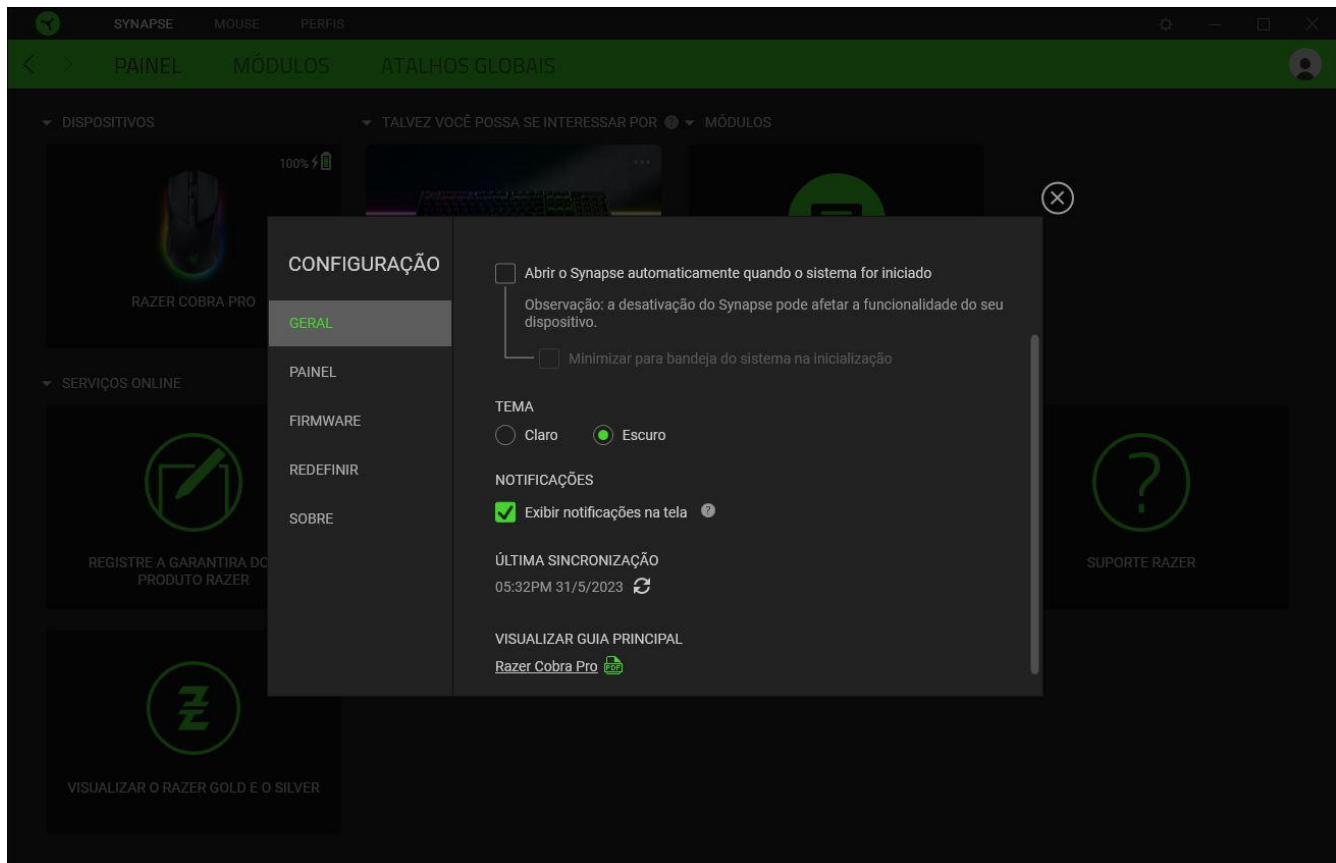 SYNAPSE MOUSE PERFIS
PAINEL MÓDULOS ATALHOS GLOBAIS
DISPOSITIVOS
TALVEZ VOCÊ POSSA SE INTERESSAR POR ?
MÓDULOS
100%
RAZER COBRA PRO
SERVIÇOS ONLINE
REGISTRE A GARANTIRA DO
PRODUTO RAZER
SUPORTE RAZER
VISUALIZAR O RAZER GOLD E O SILVER
CONFIGURAÇÃO
GERAL
PAINEL
FIRMWARE
REDEFINIR
SOBRE
Abrir o Synapse automaticamente quando o sistema for iniciado
Observação: a desativação do Synapse pode afetar a funcionalidade do seu
dispositivo.
Minimizar para bandeja do sistema na inicialização
TEMA
Claro Escuro
NOTIFICAÇÕES
Exibir notificações na tela ?
ÚLTIMA SINCRONIZAÇÃO
05:32PM 31/5/2023
VISUALIZAR GUIA PRINCIPAL
Razer Cobra Pro PDF